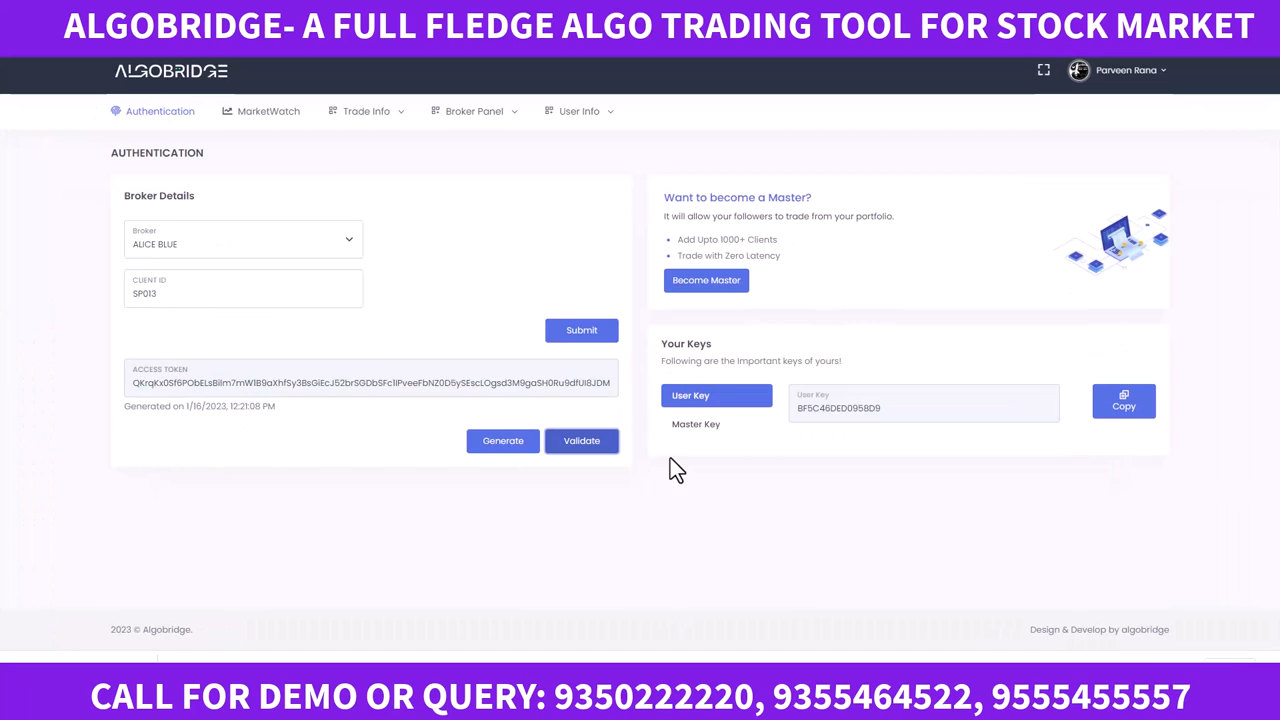 ALGOBRIDGE- A FULL FLEDGE ALGO TRADING TOOL FOR STOCK MARKET
ALGOBRIDGE
Parveen Rana
Authentication
MarketWatch
Trade Info
Broker Panel
User Info
AUTHENTICATION
Broker Details
Broker
ALICE BLUE
CLIENT ID
SP013
Submit
ACCESS TOKEN
Generated on 1/16/2023, 12:21:08 PM
Generate
Validate
Want to become a Master?
It will allow your followers to trade from your portfolio.
Add Upto 1000+ Clients
Trade with Zero Latency
Become Master
Your Keys
Following are the Important keys of yours!
User Key
Master Key
User Key
BF5C46DED0958D9
Copy
2023 © Algobridge.
Design & Develop by algobridge
CALL FOR DEMO OR QUERY: 9350222220, 9355464522, 9555455557